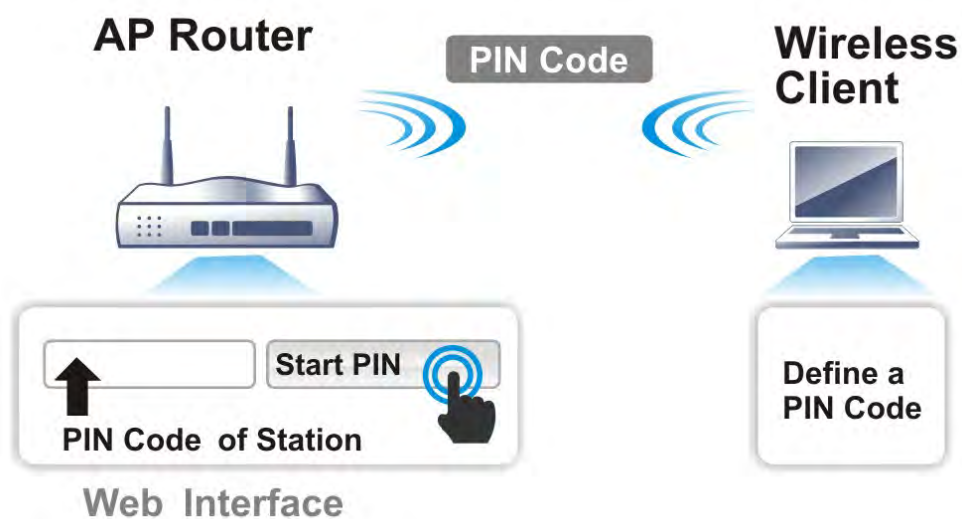 AP Router
PIN Code
Wireless
Client
Start PIN
PIN Code of Station
Define a
PIN Code
Web Interface